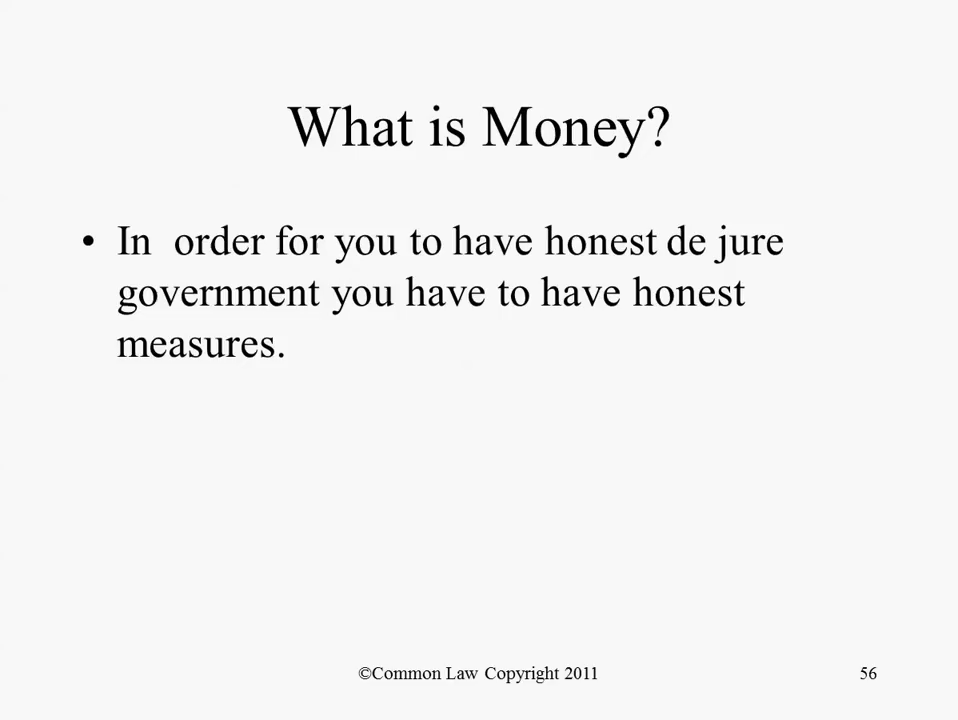 What is Money?
• In  order for you to have honest de jure
government you have to have honest
measures.
©Common Law Copyright 2011
56